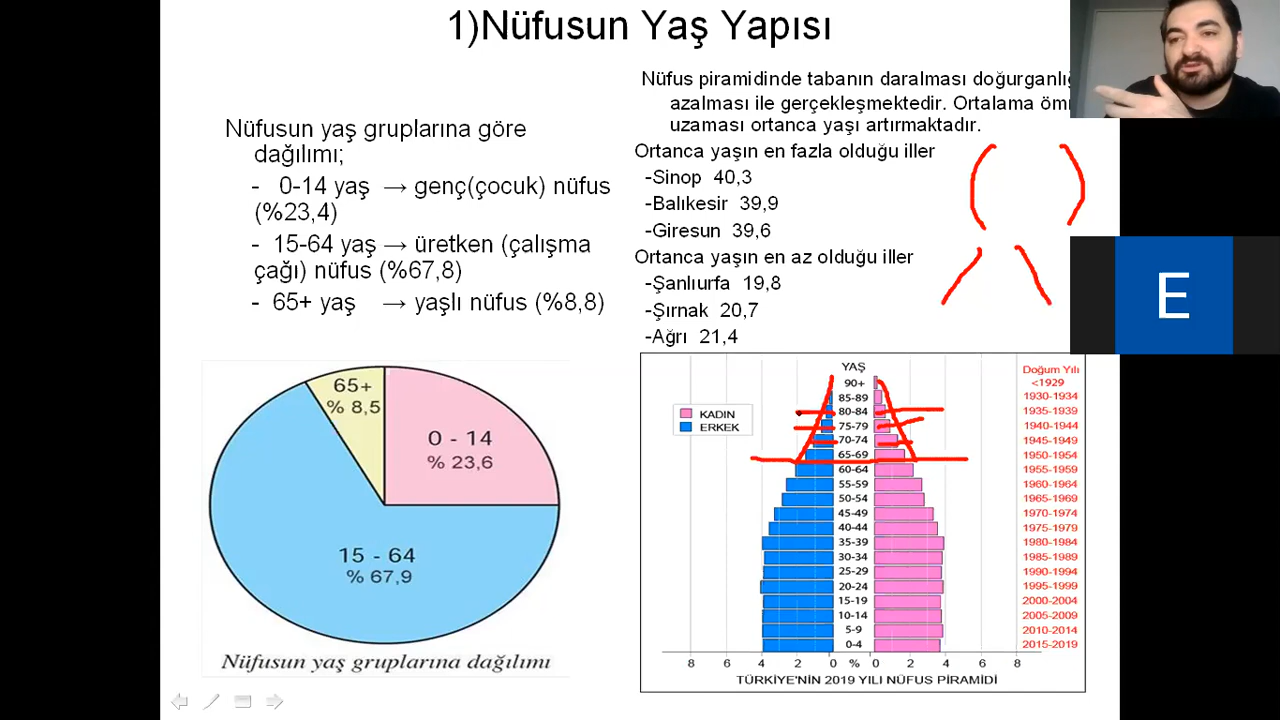 1)Nüfusun Yaş Yapısı
Nüfusun yaş gruplarına göre
dağılımı;
- 0-14 yaş → genç(çocuk) nüfus
(%23,4)
- 15-64 yaş → üretken (çalışma
çağı) nüfus (%67,8)
- 65+ yaş → yaşlı nüfus (%8,8)
Nüfus piramidinde tabanın daralması
azalması ile gerçekleşmektedir. Ortalama
uzaması ortanca yaşı artırmaktadır.
Ortanca yaşın en fazla olduğu iller
-Sinop 40,3
-Balıkesir 39,9
-Giresun 39,6
Ortanca yaşın en az olduğu iller
-Şanlıurfa 19,8
-Şırnak 20,7
-Ağrı 21,4
E
65+
% 8,5
0 - 14
% 23,6
15 - 64
% 67,9
Nüfusun yaş gruplarına dağılımı
YAŞ
Doğum Yılı
KADIN
ERKEK
90+ <1929
85-89 1930-1934
80-84 1935-1939
75-79 1940-1944
70-74 1945-1949
65-69 1950-1954
60-64 1955-1959
55-59 1960-1964
50-54 1965-1969
45-49 1970-1974
40-44 1975-1979
35-39 1980-1984
30-34 1985-1989
25-29 1990-1994
20-24 1995-1999
15-19 2000-2004
10-14 2005-2009
5-9 2010-2014
0-4 2015-2019
8 6 4 2 0 % 0 2 4 6 8
TÜRKİYE'NİN 2019 YILI NÜFUS PİRAMİDİ